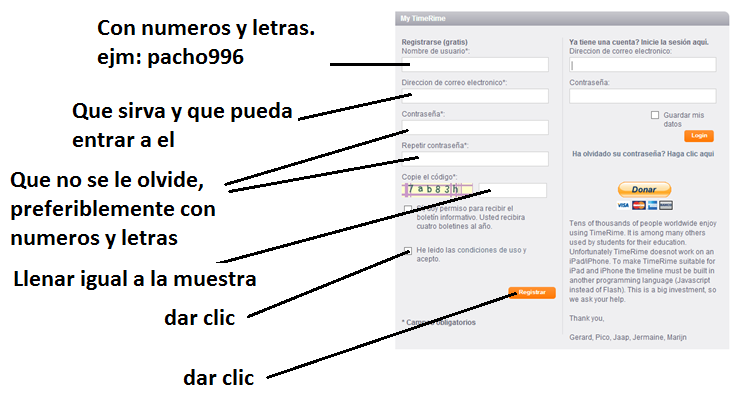 Con numeros y letras.
ejm: pacho996
Que sirva y que pueda
entrar a el
Que no se le olvide,
preferiblemente con
numeros y letras
Llenar igual a la muestra
dar clic
dar clic
My TimeRime
Registrarse (gratis)
Nombre de usuario*:
Direccion de correo electronico*:
Contraseña*:
Repetir contraseña*:
Copie el código*:
7ab83h
doy permiso para recibir el
boletín informativo. Usted recibira
cuatro boletines al año.
He leído las condiciones de uso y
acepto.
Registrar
* Campos obligatorios
Ya tiene una cuenta? Inicie la sesión aquí.
Direccion de correo electronico:
Contraseña:
Guardar mis
datos
Login
Ha olvidado su contraseña? Haga clic aqui
Donar
VISA
Tens of thousands of people worldwide enjoy
using TimeRime. It is among many others
used by students for their education.
Unfortunately TimeRime doesnot work on an
iPad/iPhone. To make TimeRime suitable for
iPad and iPhone the timeline must be built in
another programming language (Javascript
instead of Flash). This is a big investment, so
we ask your help.
Thank you,
Gerard, Pico, Jaap, Jermaine, Marijn